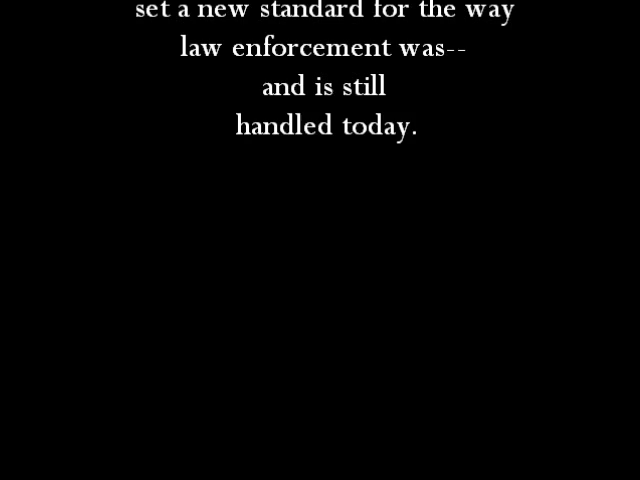 set a new standard for the way
law enforcement was--
and is still
handled today.